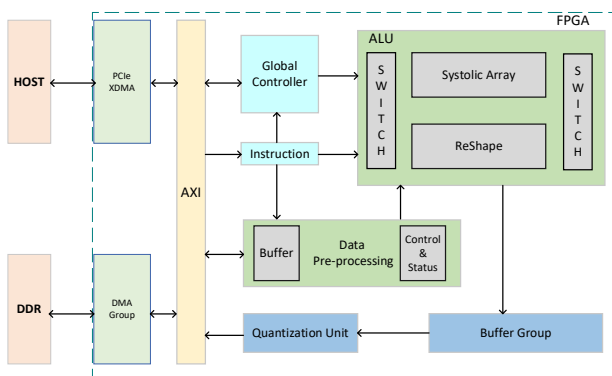 FPGA
ALU
HOST
PCIe
XDMA
Global
Controller
S
W
I
T
C
H
Systolic Array
ReShape
S
W
I
T
C
H
Instruction
AXI
Buffer
Data
Pre-processing
Control
&
Status
DDR
DMA
Group
Quantization Unit
Buffer Group